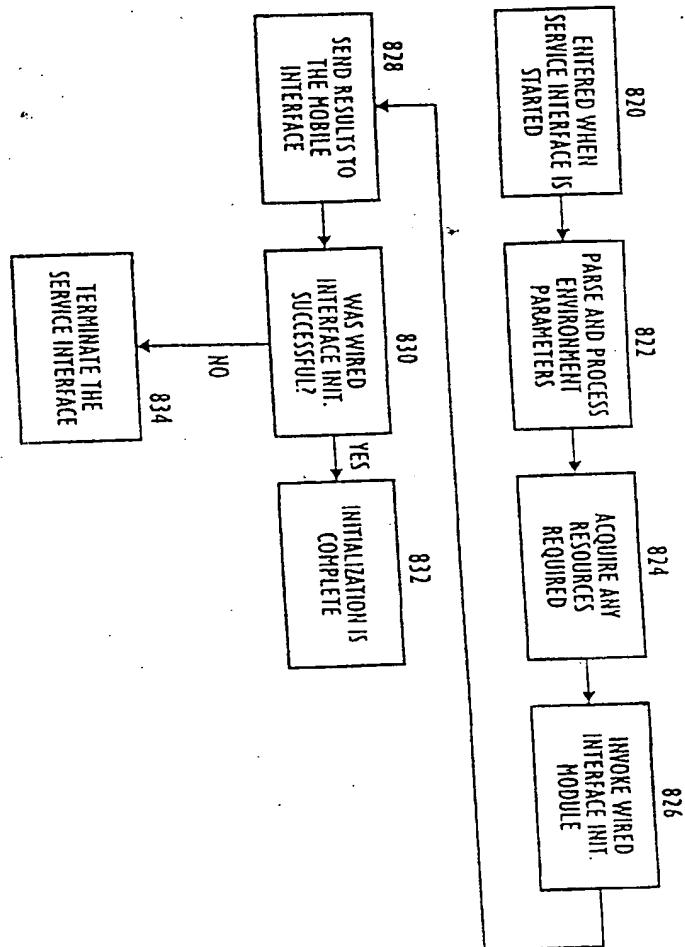 820
ENTERED WHEN
SERVICE INTERFACE IS
STARTED
822
PARSE AND PROCESS
ENVIRONMENT
PARAMETERS
824
ACQUIRE ANY
RESOURCES
REQUIRED
826
INVOKE WIRED
INTERFACE INIT.
MODULE
828
SEND RESULTS TO
THE MOBILE
INTERFACE
830
WAS WIRED
INTERFACE INIT.
SUCCESSFUL?
YES
832
INITIALIZATION IS
COMPLETE
NO
834
TERMINATE THE
SERVICE INTERFACE